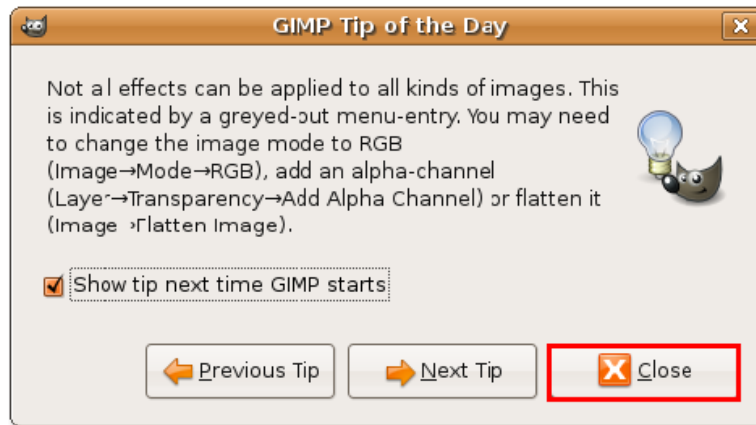 GIMP Tip of the Day
Not all effects can be applied to all kinds of images. This
is indicated by a greyed-out menu-entry. You may need
to change the image mode to RGB
(Image→Mode→RGB), add an alpha-channel
(Layer→Transparency→Add Alpha Channel) or flatten it
(Image→Flatten Image).
Show tip next time GIMP starts
Previous Tip
Next Tip
Close